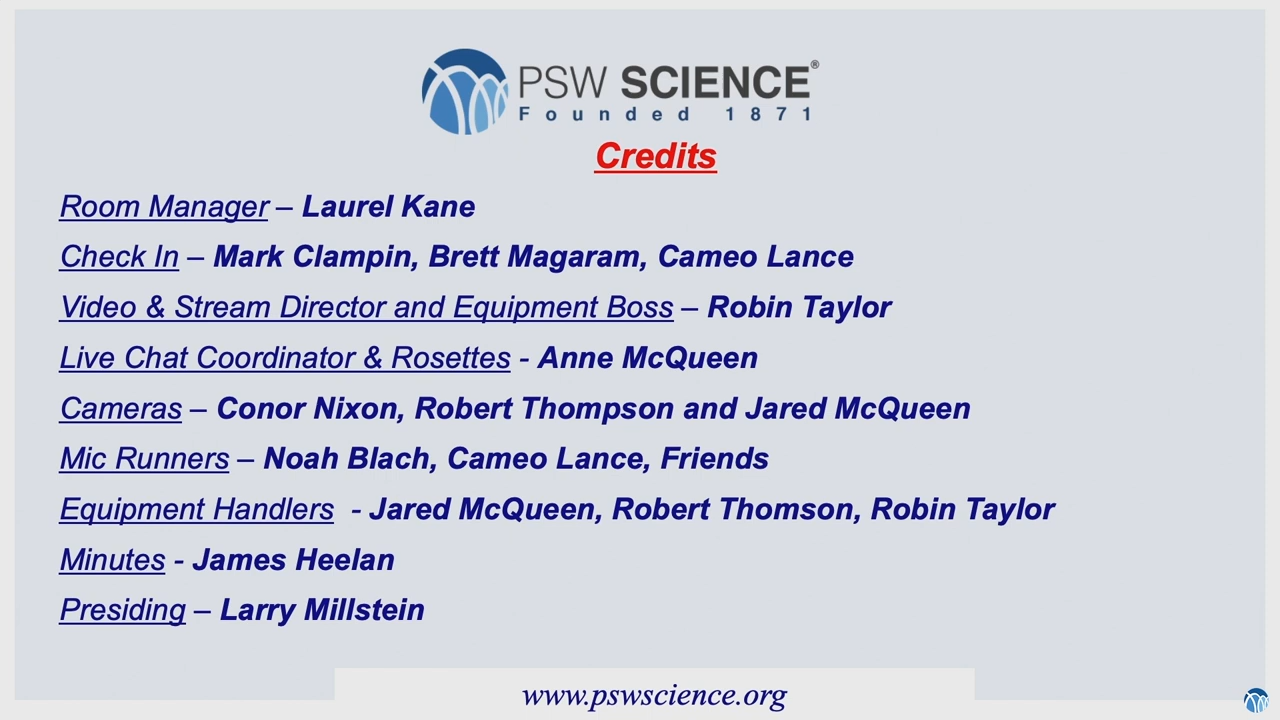 PSW SCIENCE®
Founded 1871
Credits
Room Manager – Laurel Kane
Check In – Mark Clampin, Brett Magaram, Cameo Lance
Video & Stream Director and Equipment Boss – Robin Taylor
Live Chat Coordinator & Rosettes - Anne McQueen
Cameras – Conor Nixon, Robert Thompson and Jared McQueen
Mic Runners – Noah Blach, Cameo Lance, Friends
Equipment Handlers  - Jared McQueen, Robert Thomson, Robin Taylor
Minutes - James Heelan
Presiding – Larry Millstein
www.pswscience.org